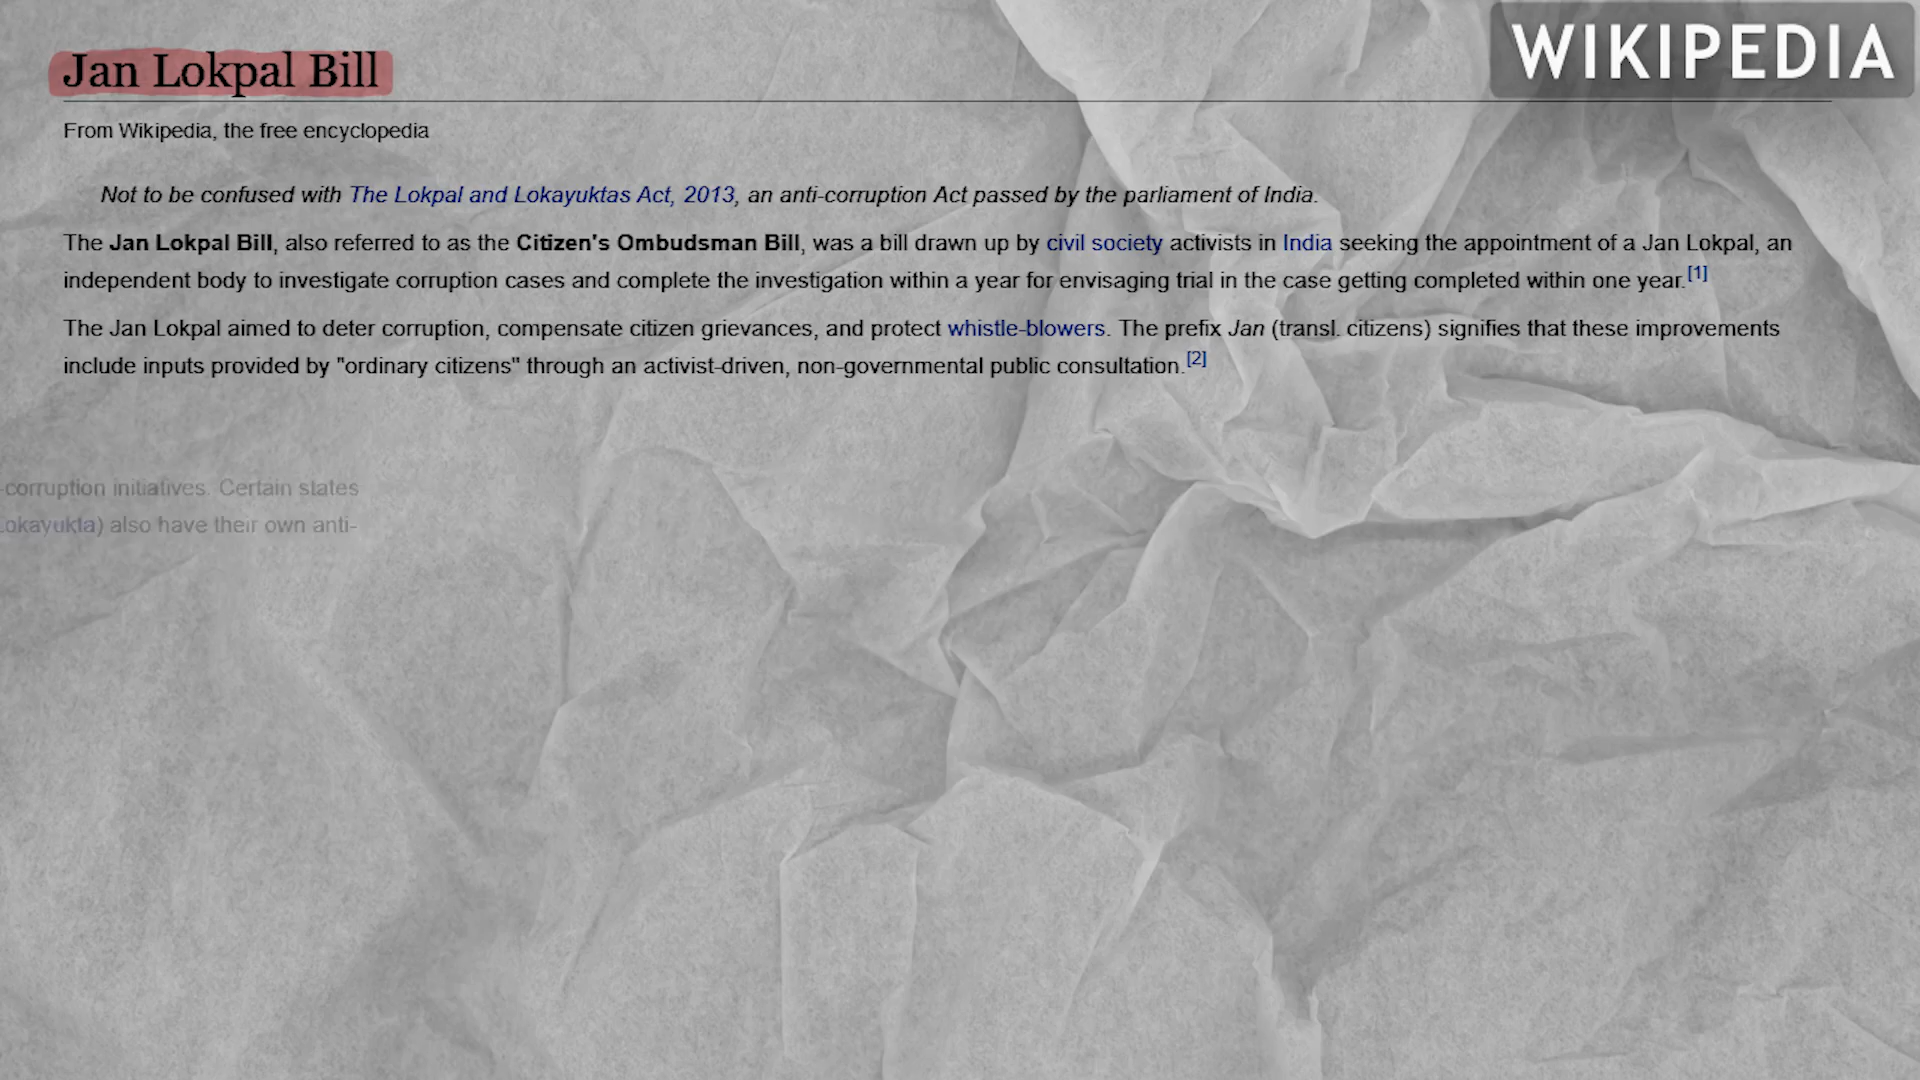 WIKIPEDIA
Jan Lokpal Bill
From Wikipedia, the free encyclopedia
Not to be confused with The Lokpal and Lokayuktas Act, 2013, an anti-corruption Act passed by the parliament of India.
The Jan Lokpal Bill, also referred to as the Citizen's Ombudsman Bill, was a bill drawn up by civil society activists in India seeking the appointment of a Jan Lokpal, an
independent body to investigate corruption cases and complete the investigation within a year for envisaging trial in the case getting completed within one year.[1]
The Jan Lokpal aimed to deter corruption, compensate citizen grievances, and protect whistle-blowers. The prefix Jan (transl. citizens) signifies that these improvements
include inputs provided by "ordinary citizens" through an activist-driven, non-governmental public consultation.[2]
-corruption initiatives. Certain states
Lokayukta) also have their own anti-